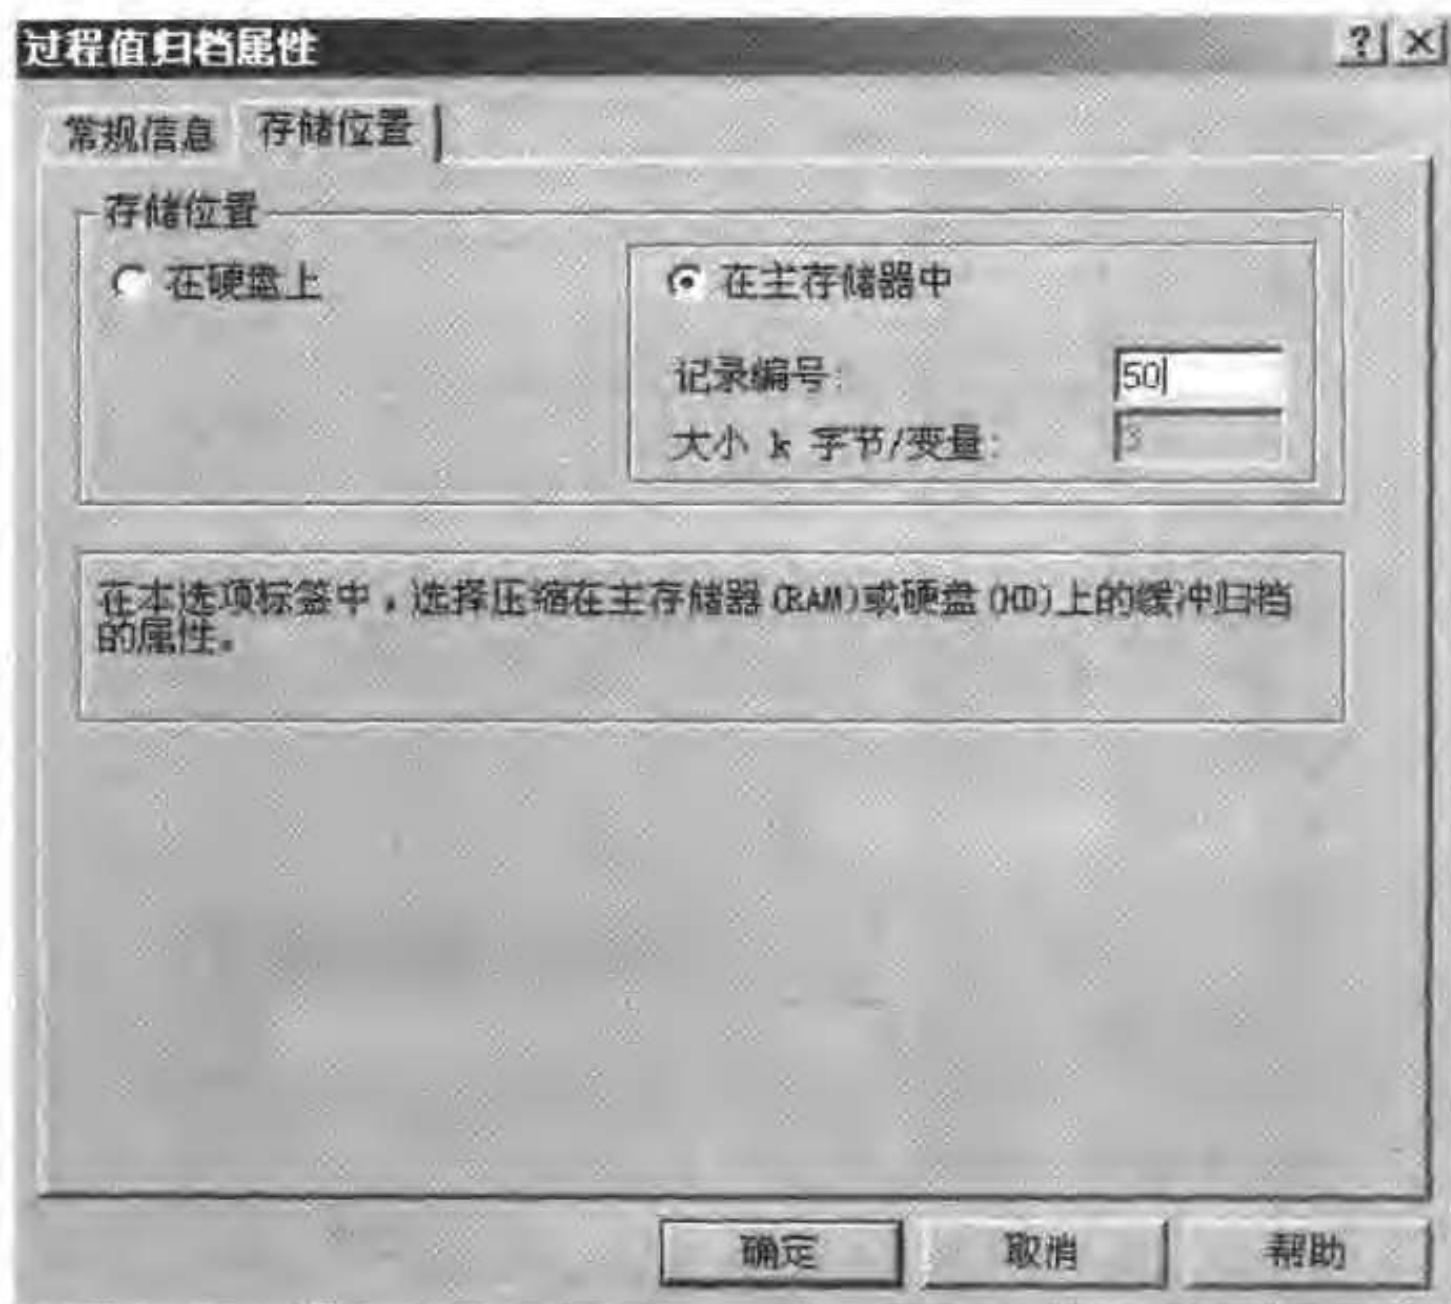 过程值归档属性
常规信息 存储位置
存储位置
在硬盘上
在主存储器中
记录编号: 50
大小 k 字节/变量: 3
在本选项标签中，选择压缩在主存储器(RAM)或硬盘(HD)上的缓冲归档
的属性。
确定 取消 帮助